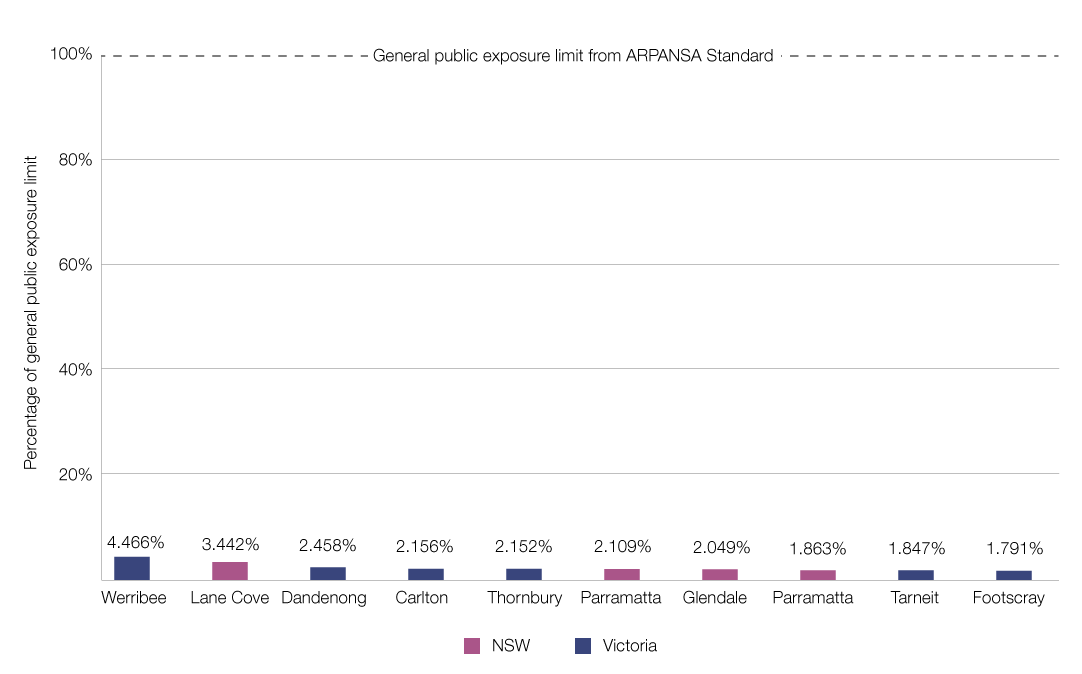 100%
General public exposure limit from ARPANSA Standard
80%
60%
40%
20%
Percentage of general public exposure limit
4.466% 3.442% 2.458% 2.156% 2.152% 2.109% 2.049% 1.863% 1.847% 1.791%
Werribee Lane Cove Dandenong Carlton Thornbury Parramatta Glendale Parramatta Tarneit Footscray
NSW Victoria